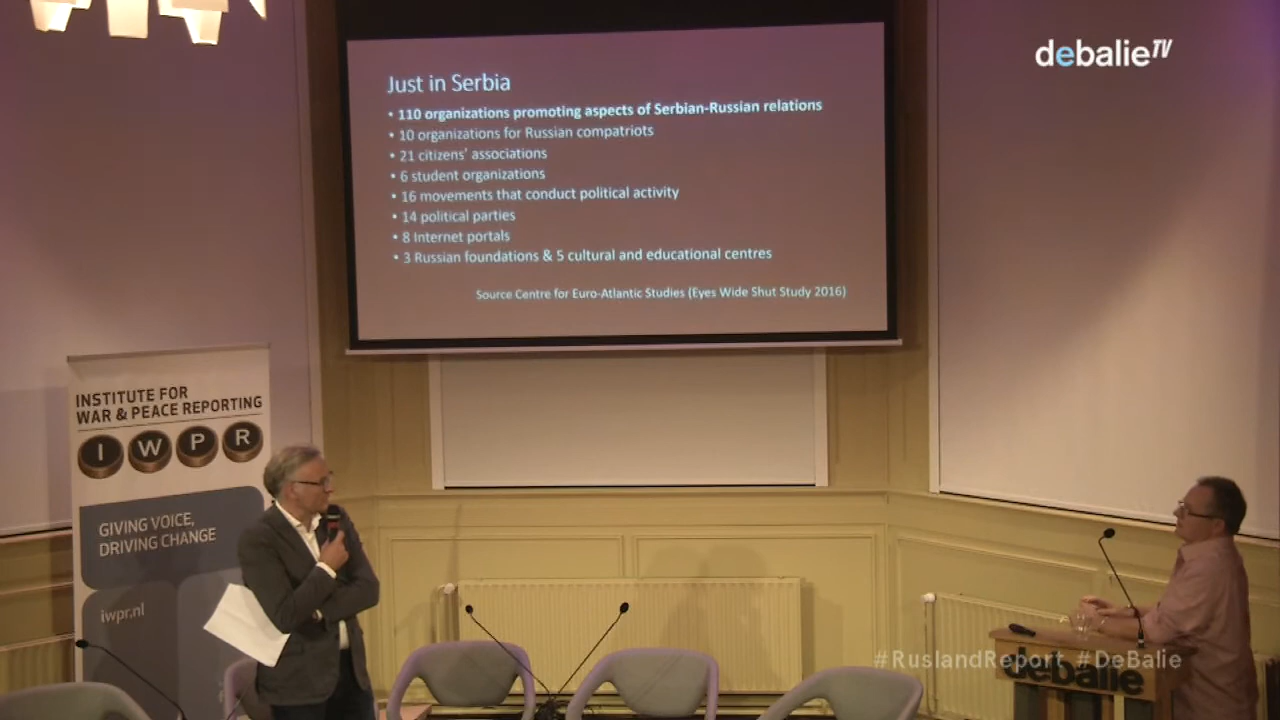 debalieTV
Just in Serbia
• 110 organizations promoting aspects of Serbian-Russian relations
• 10 organizations for Russian compatriots
• 21 citizens' associations
• 6 student organizations
• 16 movements that conduct political activity
• 14 political parties
• 8 Internet portals
• 3 Russian foundations & 5 cultural and educational centres
Source Centre for Euro-Atlantic Studies (Eyes Wide Shut Study 2016)
INSTITUTE FOR
WAR & PEACE REPORTING
I W P R
GIVING VOICE,
DRIVING CHANGE
iwpr.nl
#RuslandReport #DeBalie
debalie